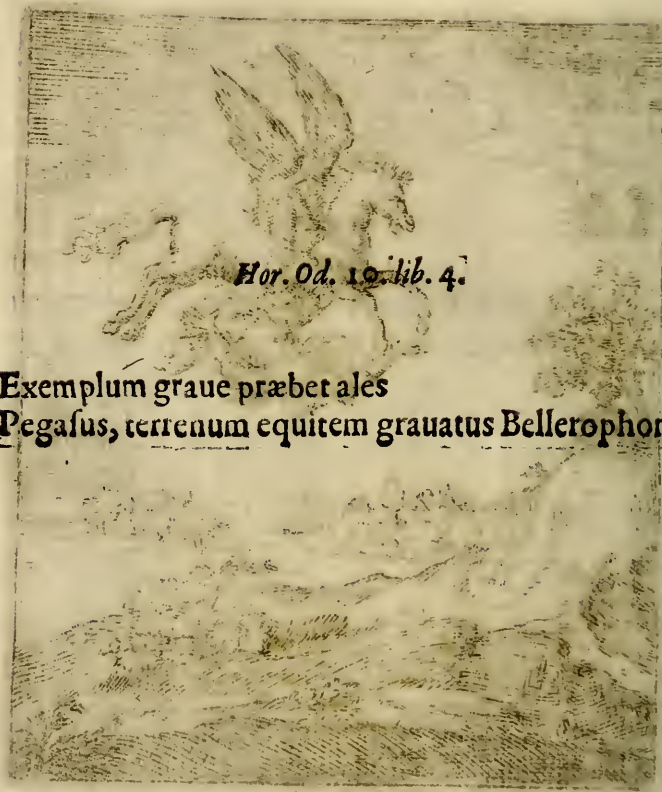 Hor. Od. 10. lib. 4.
Exemplum graue præbet ales
Pegaſus, terrenum equitem grauatus Bellerophon